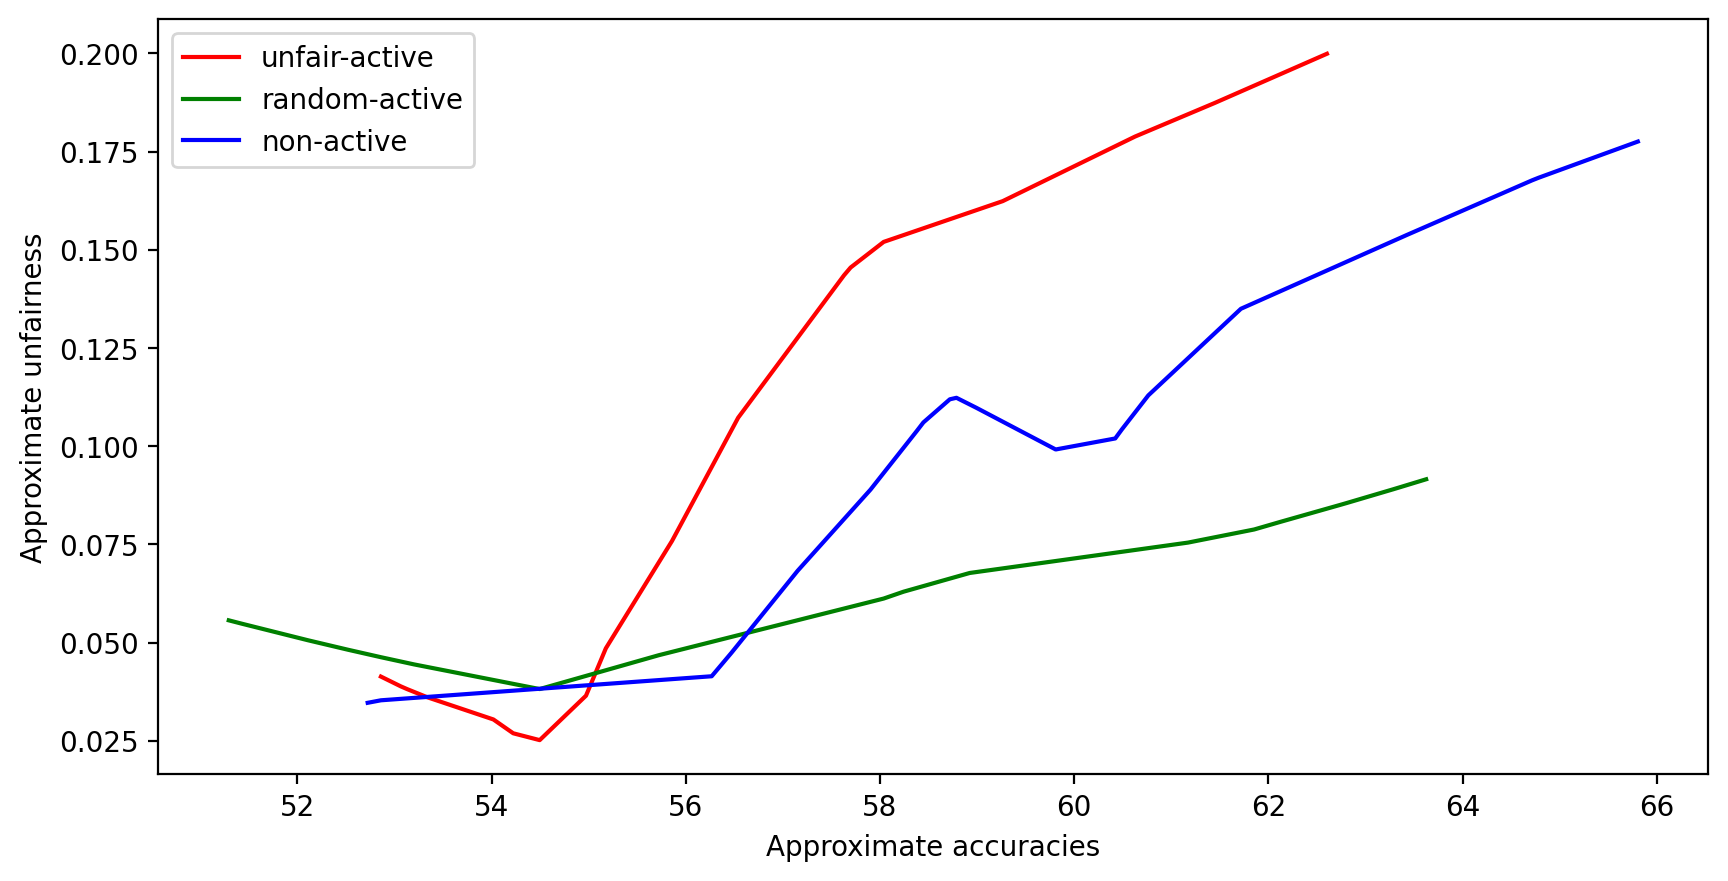 unfair-active
random-active
non-active
0.200
0.175
0.150
0.125
0.100
0.075
0.050
0.025
Approximate unfairness
52 54 56 58 60 62 64 66
Approximate accuracies